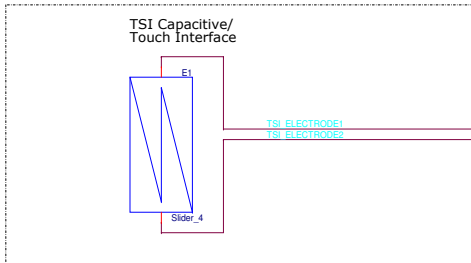 TSI Capacitive/
Touch Interface
E1
TSI_ELECTRODE1
TSI_ELECTRODE2
Slider_4